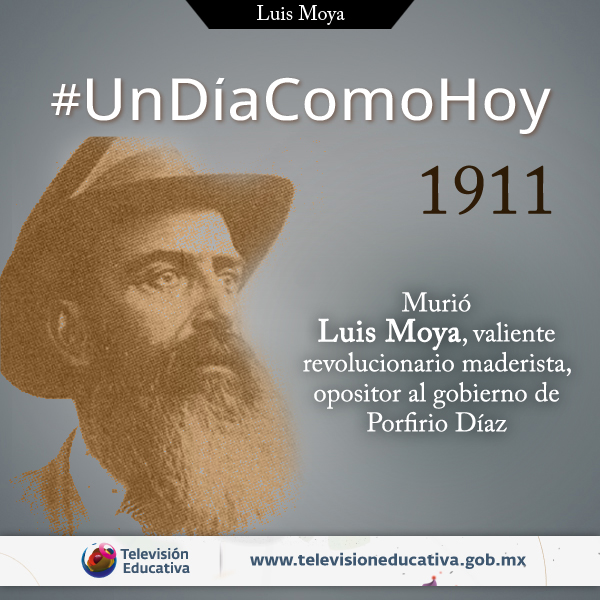 Luis Moya
#UnDíaComoHoy
1911
Murió
Luis Moya, valiente
revolucionario maderista,
opositor al gobierno de
Porfirio Díaz
Televisión
Educativa
www.televisioneducativa.gob.mx